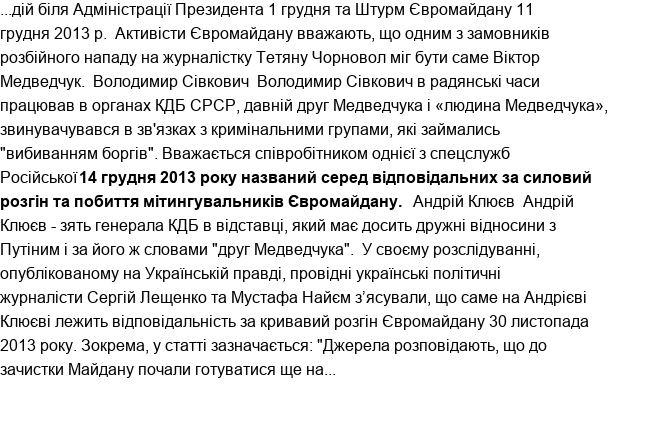 ...дій біля Адміністрації Президента 1 грудня та Штурм Євромайдану 11
грудня 2013 р.  Активісти Євромайдану вважають, що одним з замовників
розбійного нападу на журналістку Тетяну Чорновол міг бути саме Віктор
Медведчук.  Володимир Сівкович  Володимир Сівкович в радянські часи
працював в органах КДБ СРСР, давній друг Медведчука і «людина Медведчука»,
звинувачувався в зв'язках з кримінальними групами, які займались
"вибиванням боргів". Вважається співробітником однієї з спецслужб
Російської 14 грудня 2013 року названий серед відповідальних за силовий
розгін та побиття мітингувальників Євромайдану.  Андрій Клюєв  Андрій
Клюєв - зять генерала КДБ в відставці, який має досить дружні відносини з
Путіним і за його ж словами "друг Медведчука".  У своєму розслідуванні,
опублікованому на Українській правді, провідні українські політичні
журналісти Сергій Лещенко та Мустафа Найєм з’ясували, що саме на Андрієві
Клюєві лежить відповідальність за кривавий розгін Євромайдану 30 листопада
2013 року. Зокрема, у статті зазначається: "Джерела розповідають, що до
зачистки Майдану почали готуватися ще на...